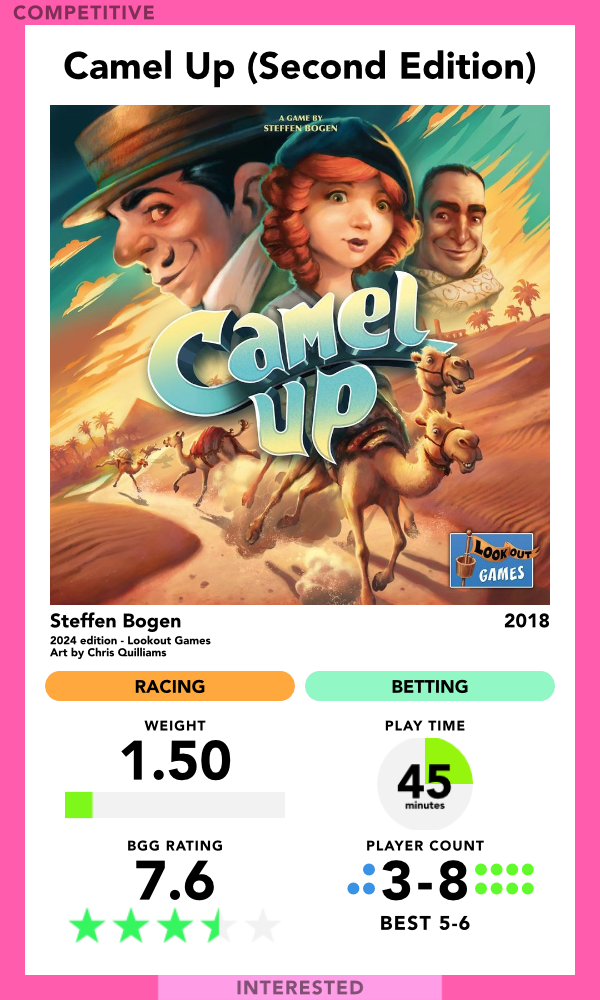 COMPETITIVE
Camel Up (Second Edition)
A GAME BY
STEFFEN BOGEN
Camel
UP
LOOKOUT
GAMES
Steffen Bogen 2018
2024 edition - Lookout Games
Art by Chris Quilliams
RACING BETTING
WEIGHT PLAY TIME
1.50 45
minutes
BGG RATING PLAYER COUNT
7.6 3-8
BEST 5-6
INTERESTED